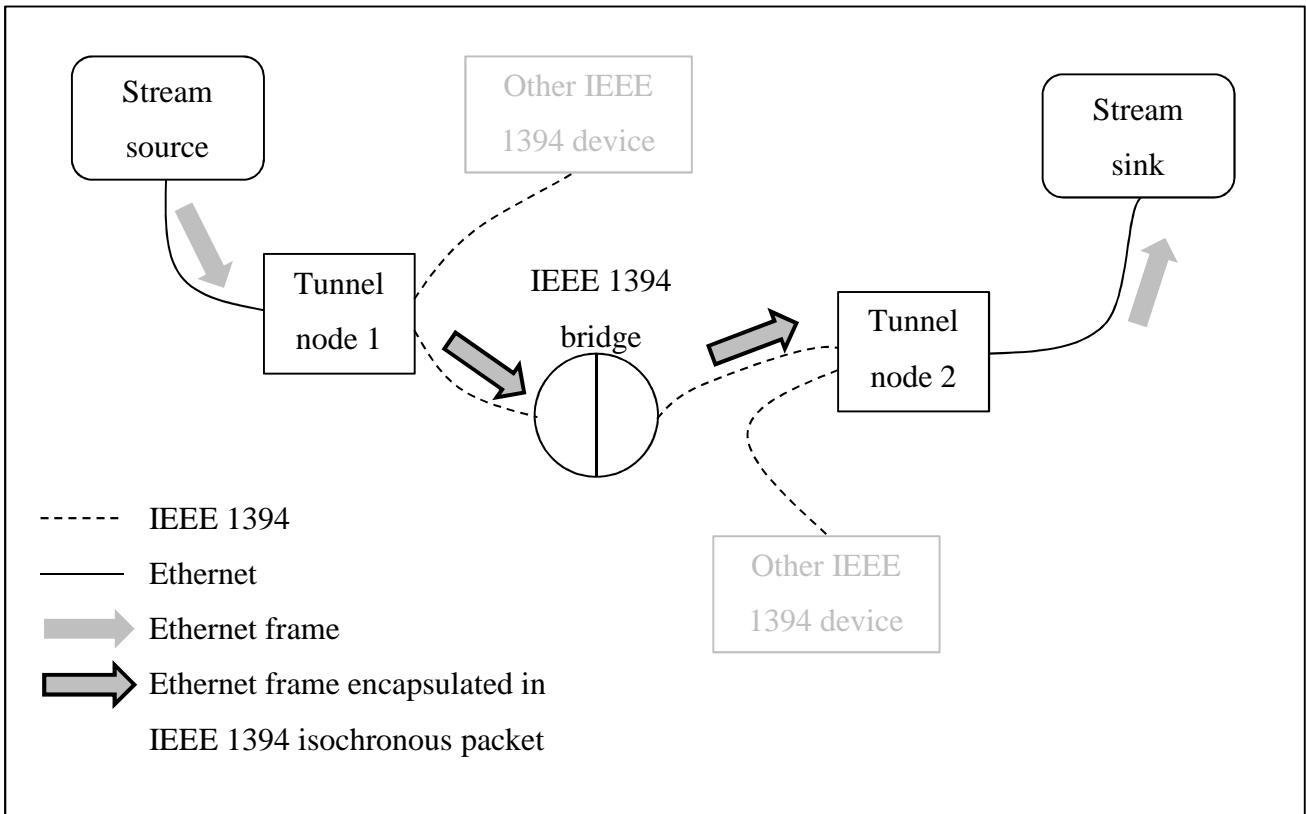 Stream
source
Other IEEE
1394 device
Stream
sink
Tunnel
node 1
IEEE 1394
bridge
Tunnel
node 2
IEEE 1394
Ethernet
Ethernet frame
Ethernet frame encapsulated in
IEEE 1394 isochronous packet
Other IEEE
1394 device